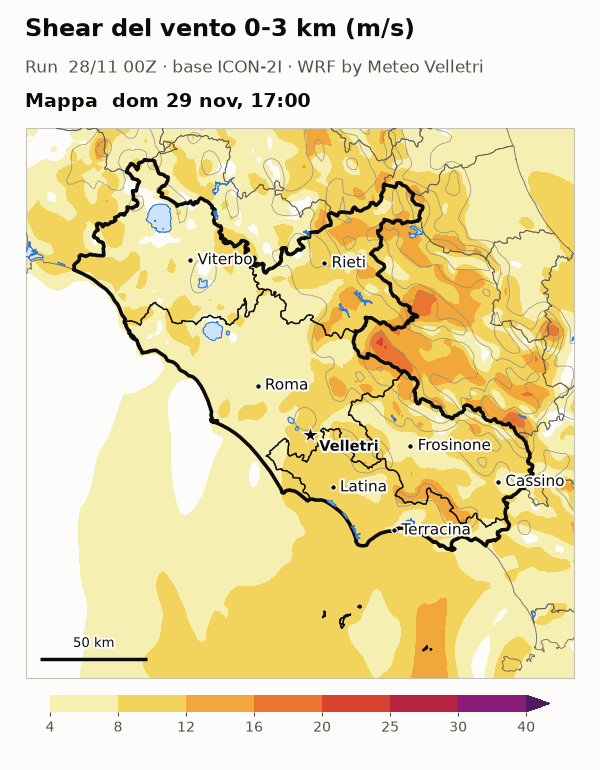 Shear del vento 0-3 km (m/s)
Run  28/11 00Z · base ICON-2I · WRF by Meteo Velletri
Mappa  dom 29 nov, 17:00
Viterbo
Rieti
Roma
Velletri
Frosinone
Latina
Cassino
Terracina
50 km
4 8 12 16 20 25 30 40